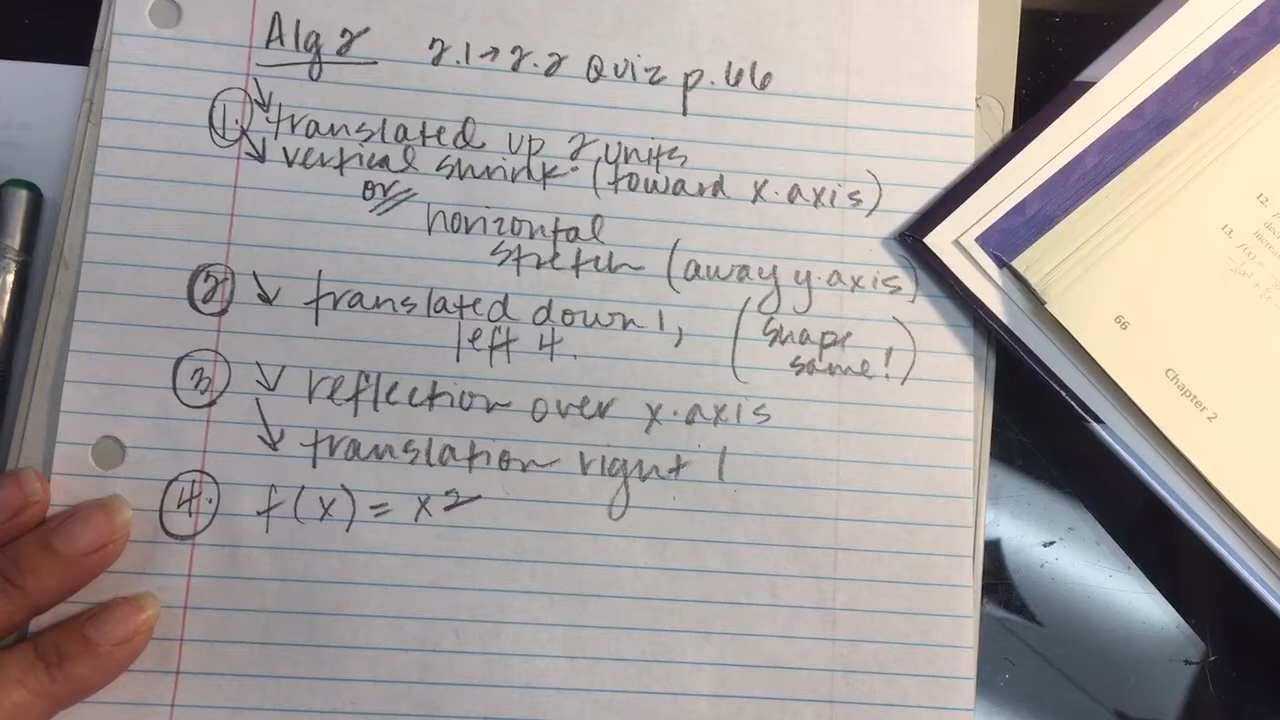 Alg 2 2.1→2.2 Quiz p.66
1. ↓ translated up 2 units
↓ vertical shrink (toward x.axis)
or
horizontal
stretch (away y.axis)
2 ↓ translated down 1, (shape
left 4. same!)
3 ↓ reflection over x.axis
↓ translation right 1
4. f(x) = x2
12.
13. f(x)
66
Chapter 2